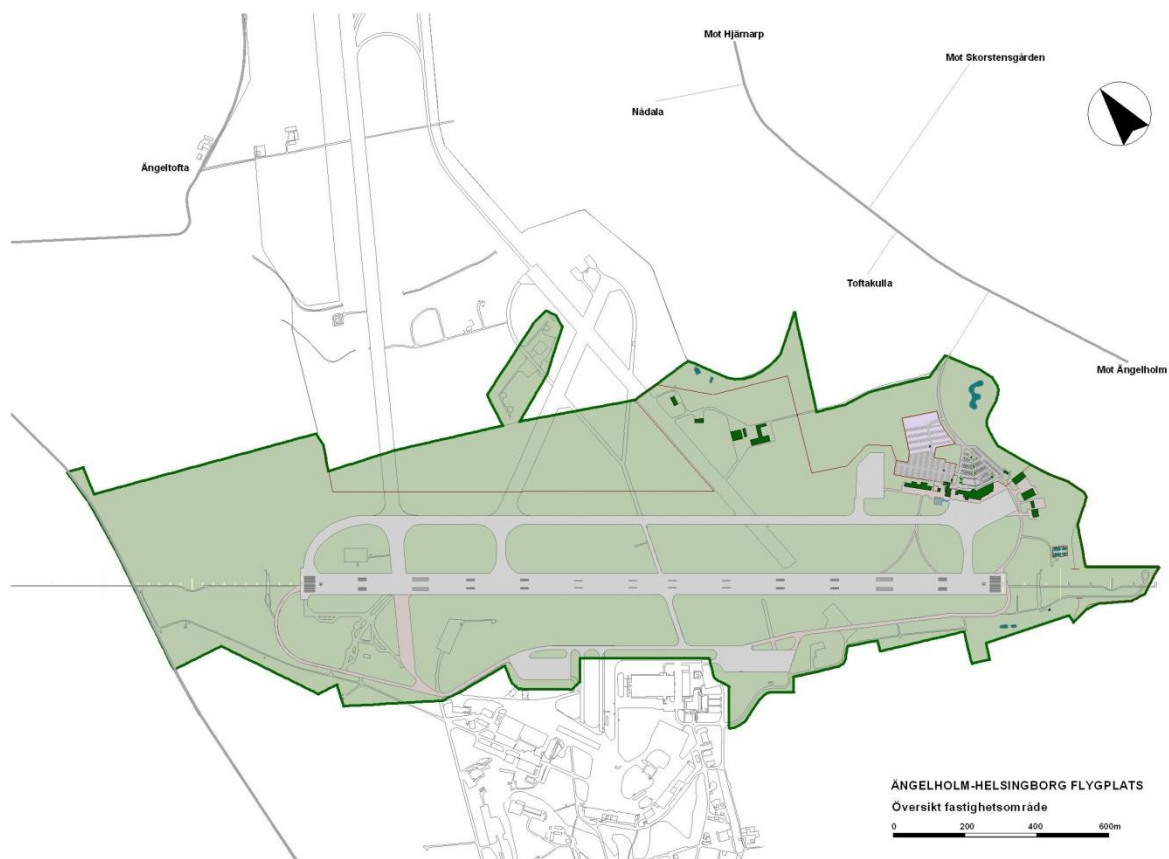 Mot Hjärnarp
Mot Skorstensgården
Nådala
Ängeltofta
Toftakulla
Mot Ängelholm
ÄNGELHOLM-HELSINGBORG FLYGPLATS
Översikt fastighetsområde
0 200 400 600m